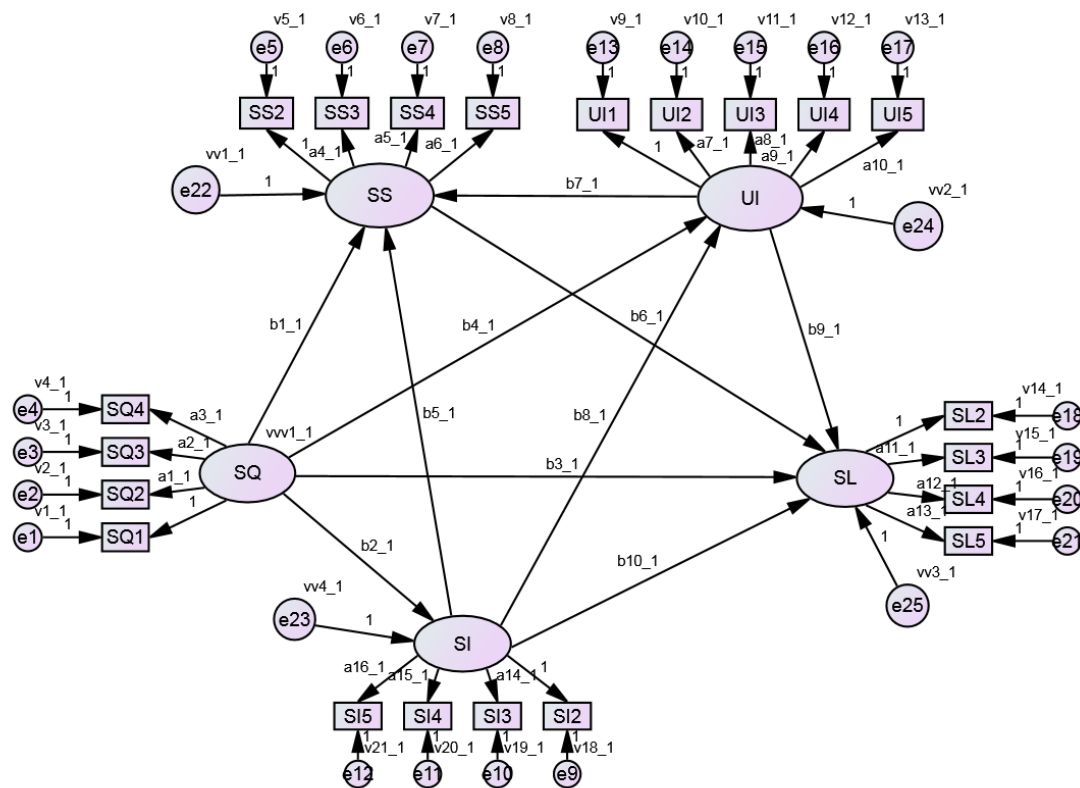 v5_1 v6_1 v7_1 v8_1 v9_1 v10_1 v11_1 v12_1 v13_1
e5 e6 e7 e8 e13 e14 e15 e16 e17
1 1 1 1 1 1 1 1 1
SS2 SS3 SS4 SS5 UI1 UI2 UI3 UI4 UI5
1 a4_1 a5_1 a6_1 1 a7_1 a8_1 a9_1 a10_1
vv1_1
e22 1 SS b7_1 UI 1 vv2_1
e24
b1_1 b4_1 b6_1 b9_1
b5_1 b8_1
v4_1
e4 1 SQ4 a3_1
v3_1
e3 1 SQ3 a2_1
v2_1
e2 1 SQ2 a1_1
v1_1
e1 1 SQ1 1
vvv1_1
SQ b3_1 SL
1 SL2 1 v14_1 e18
a11_1 SL3 1 v15_1 e19
a12_1 SL4 1 v16_1 e20
a13_1 SL5 1 v17_1 e21
b2_1 b10_1
1 vv3_1
e25
vv4_1
e23 1 SI
a16_1 a15_1 a14_1 1
SI5 SI4 SI3 SI2
1 1 1 1
v21_1 v20_1 v19_1 v18_1
e12 e11 e10 e9